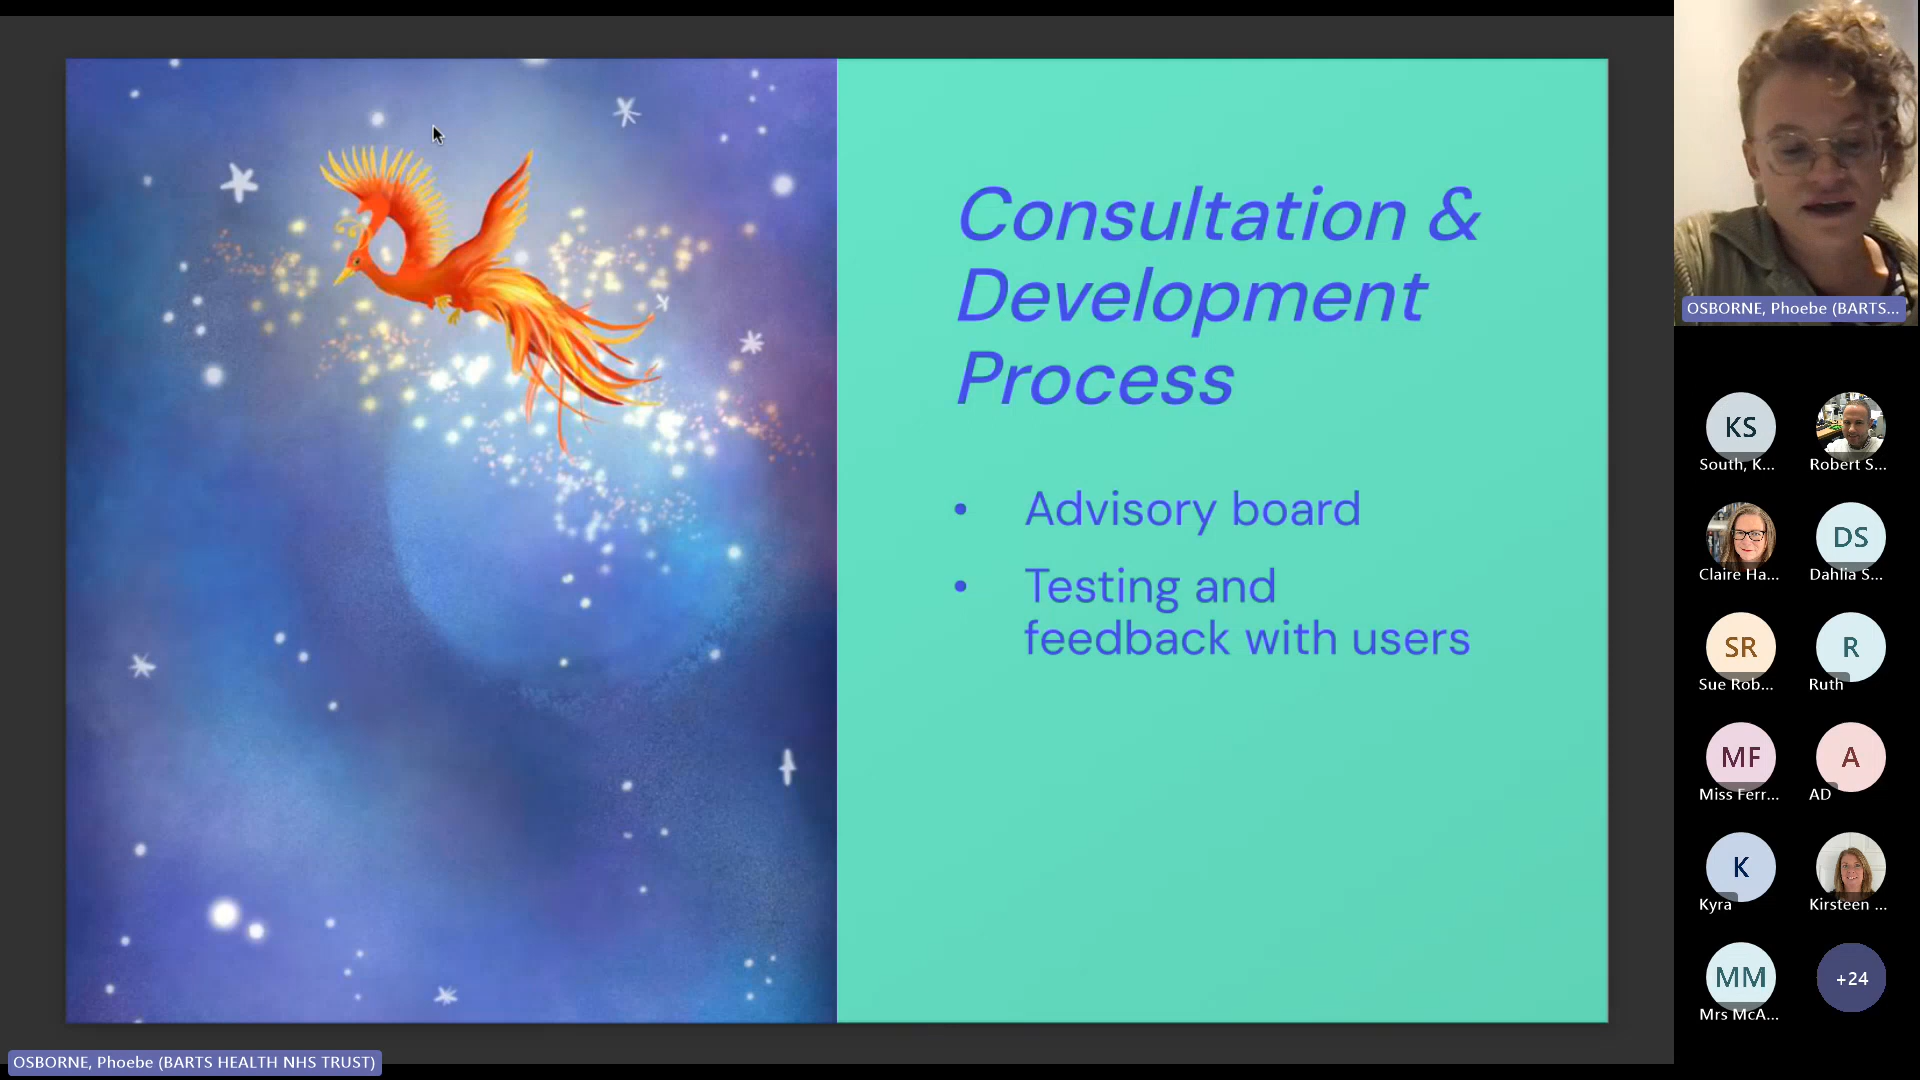 Consultation &
Development
Process
• Advisory board
• Testing and
feedback with users
OSBORNE, Phoebe (BARTS...
KS
South, K...
Robert S...
Claire Ha...
DS
Dahlia S...
SR
Sue Rob...
R
Ruth
MF
Miss Ferr...
A
AD
K
Kyra
Kirsteen ...
MM
Mrs McA...
+24
OSBORNE, Phoebe (BARTS HEALTH NHS TRUST)